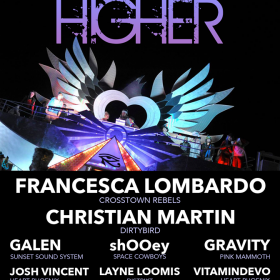 HIGHER
FRANCESCA LOMBARDO
CROSSTOWN REBELS
CHRISTIAN MARTIN
DIRTYBIRD
GALEN shOOey GRAVITY
SUNSET SOUND SYSTEM SPACE COWBOYS PINK MAMMOTH
JOSH VINCENT LAYNE LOOMIS VITAMINDEVO